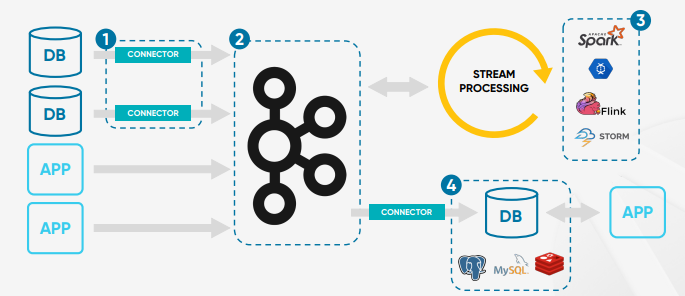 1
2
3
DB
CONNECTOR
DB
CONNECTOR
APP
APP
STREAM
PROCESSING
APACHE
Spark
Flink
STORM
CONNECTOR
4
DB
APP
MySQL